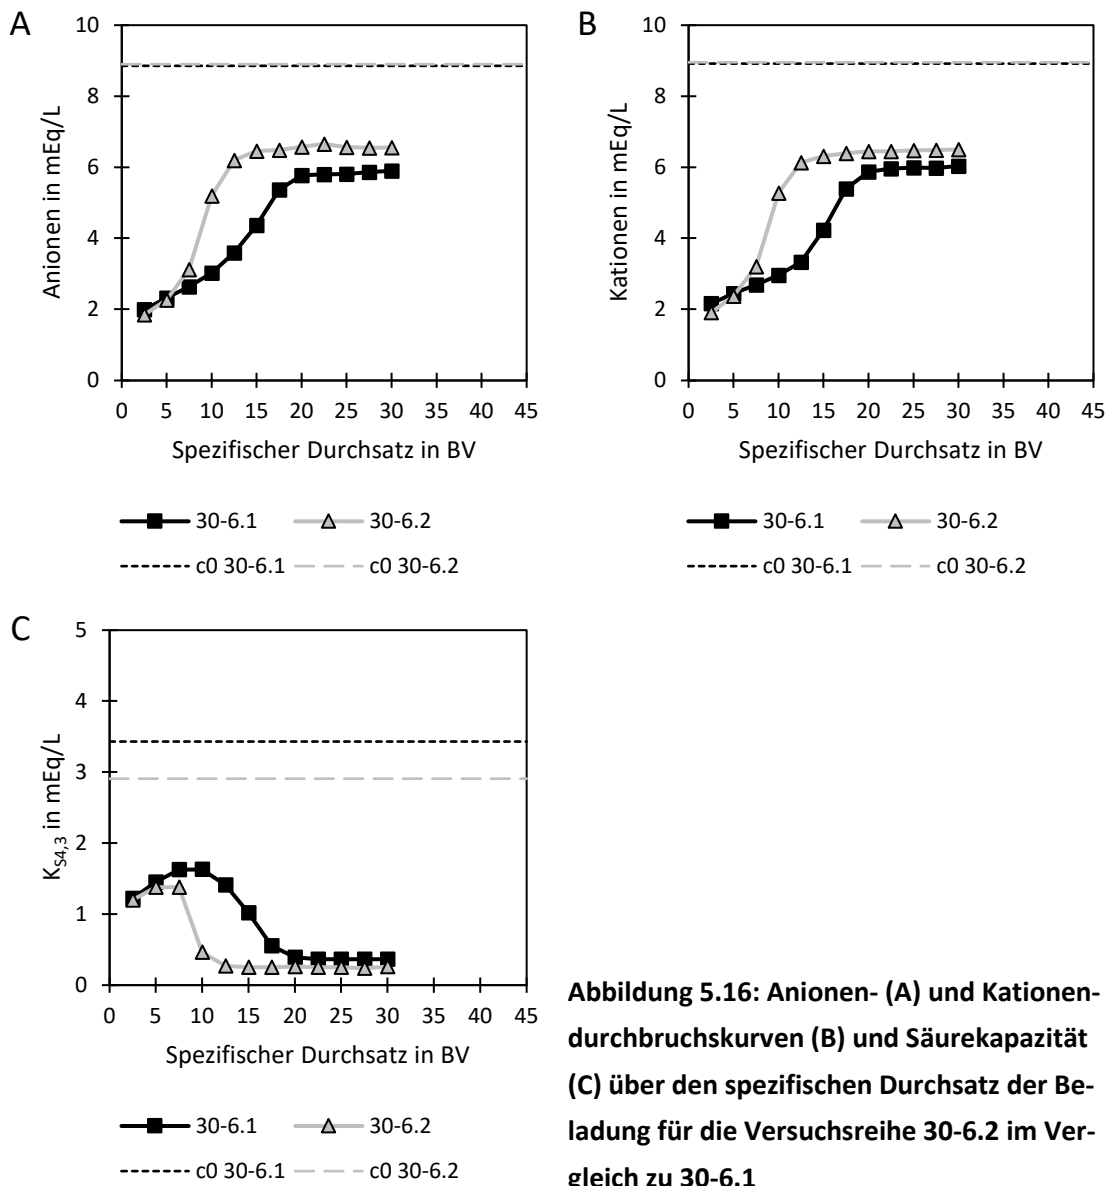 A
Anionen in mEq/L
10
8
6
4
2
0
0 5 10 15 20 25 30 35 40 45
Spezifischer Durchsatz in BV
30-6.1 30-6.2
c0 30-6.1 c0 30-6.2
B
Kationen in mEq/L
10
8
6
4
2
0
0 5 10 15 20 25 30 35 40 45
Spezifischer Durchsatz in BV
30-6.1 30-6.2
c0 30-6.1 c0 30-6.2
C
K_S4,3 in mEq/L
5
4
3
2
1
0
0 5 10 15 20 25 30 35 40 45
Spezifischer Durchsatz in BV
30-6.1 30-6.2
c0 30-6.1 c0 30-6.2
Abbildung 5.16: Anionen- (A) und Kationen-
durchbruchskurven (B) und Säurekapazität
(C) über den spezifischen Durchsatz der Be-
ladung für die Versuchsreihe 30-6.2 im Ver-
gleich zu 30-6.1